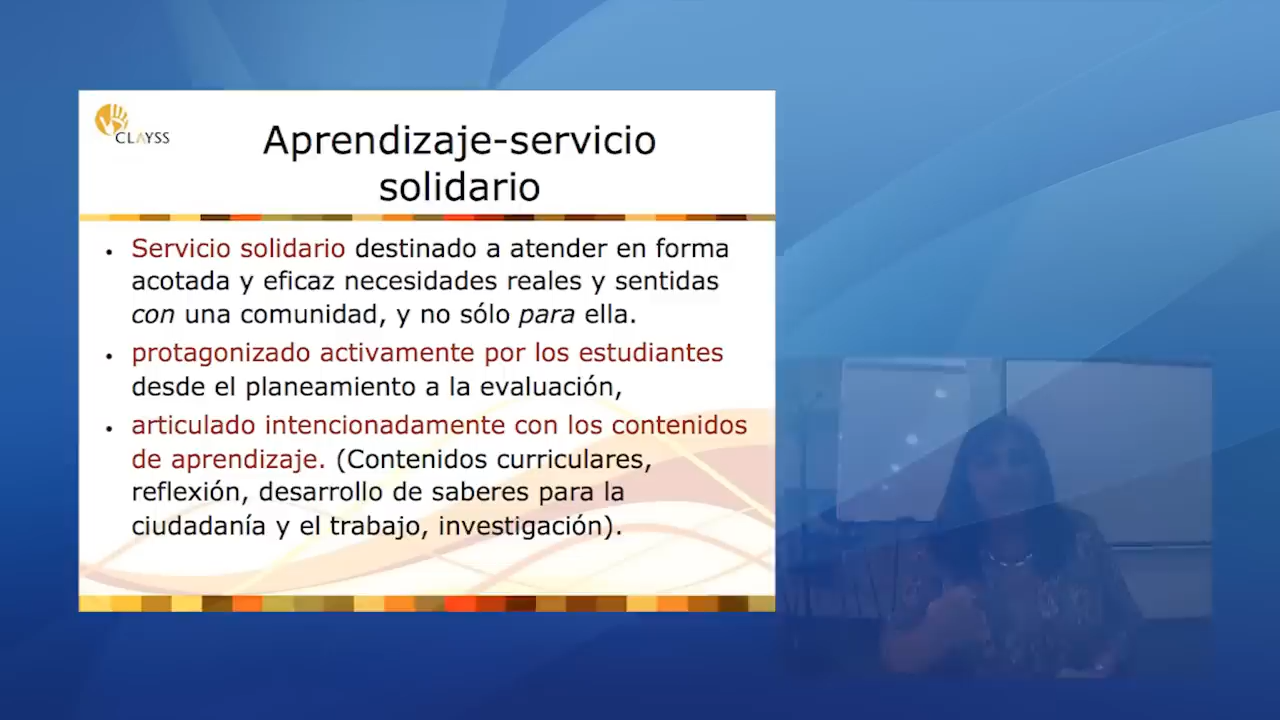 CLAYSS
Aprendizaje-servicio
solidario
• Servicio solidario destinado a atender en forma
acotada y eficaz necesidades reales y sentidas
con una comunidad, y no sólo para ella.
• protagonizado activamente por los estudiantes
desde el planeamiento a la evaluación,
• articulado intencionadamente con los contenidos
de aprendizaje. (Contenidos curriculares,
reflexión, desarrollo de saberes para la
ciudadanía y el trabajo, investigación).